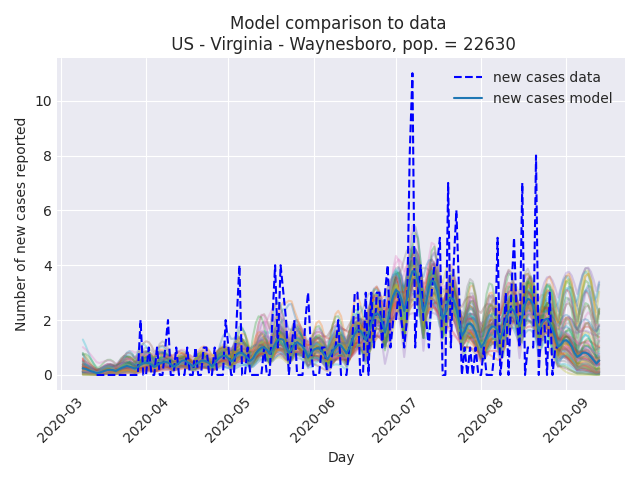 Model comparison to data
US - Virginia - Waynesboro, pop. = 22630
new cases data
new cases model
Number of new cases reported
10
8
6
4
2
0
2020-03
2020-04
2020-05
2020-06
2020-07
2020-08
2020-09
Day